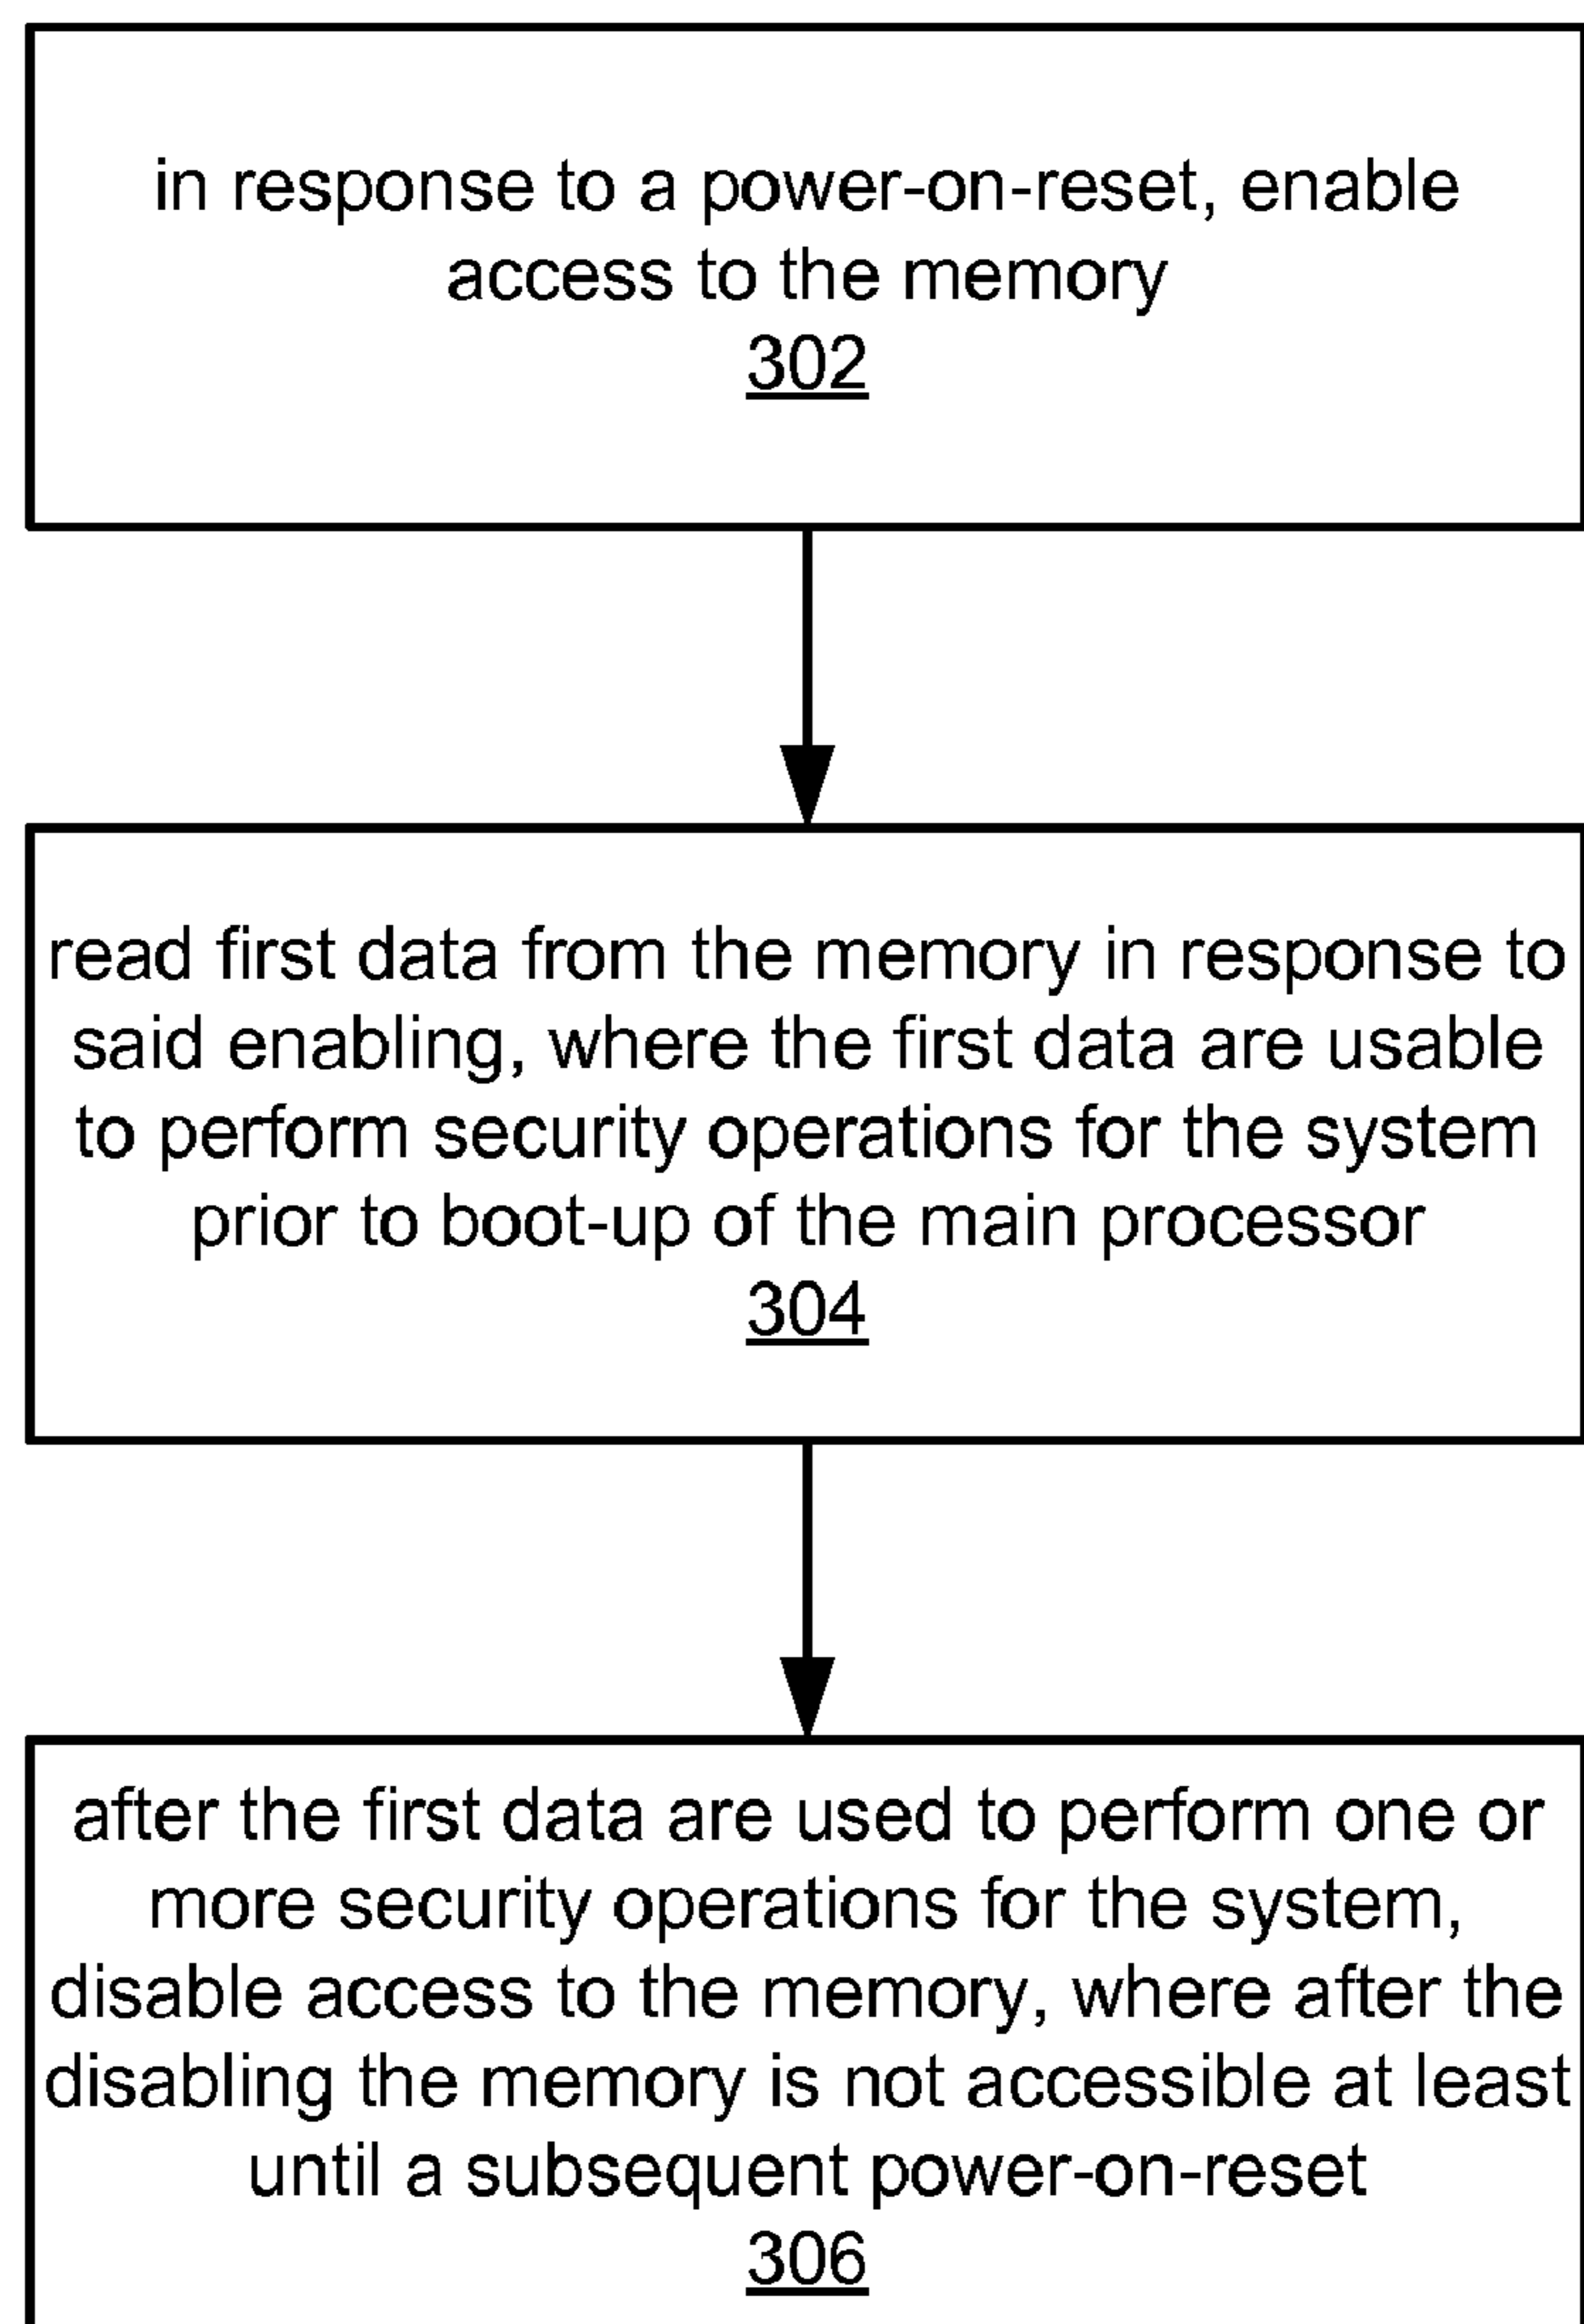 in response to a power-on-reset, enable
access to the memory
302
read first data from the memory in response to
said enabling, where the first data are usable
to perform security operations for the system
prior to boot-up of the main processor
304
after the first data are used to perform one or
more security operations for the system,
disable access to the memory, where after the
disabling the memory is not accessible at least
until a subsequent power-on-reset
306